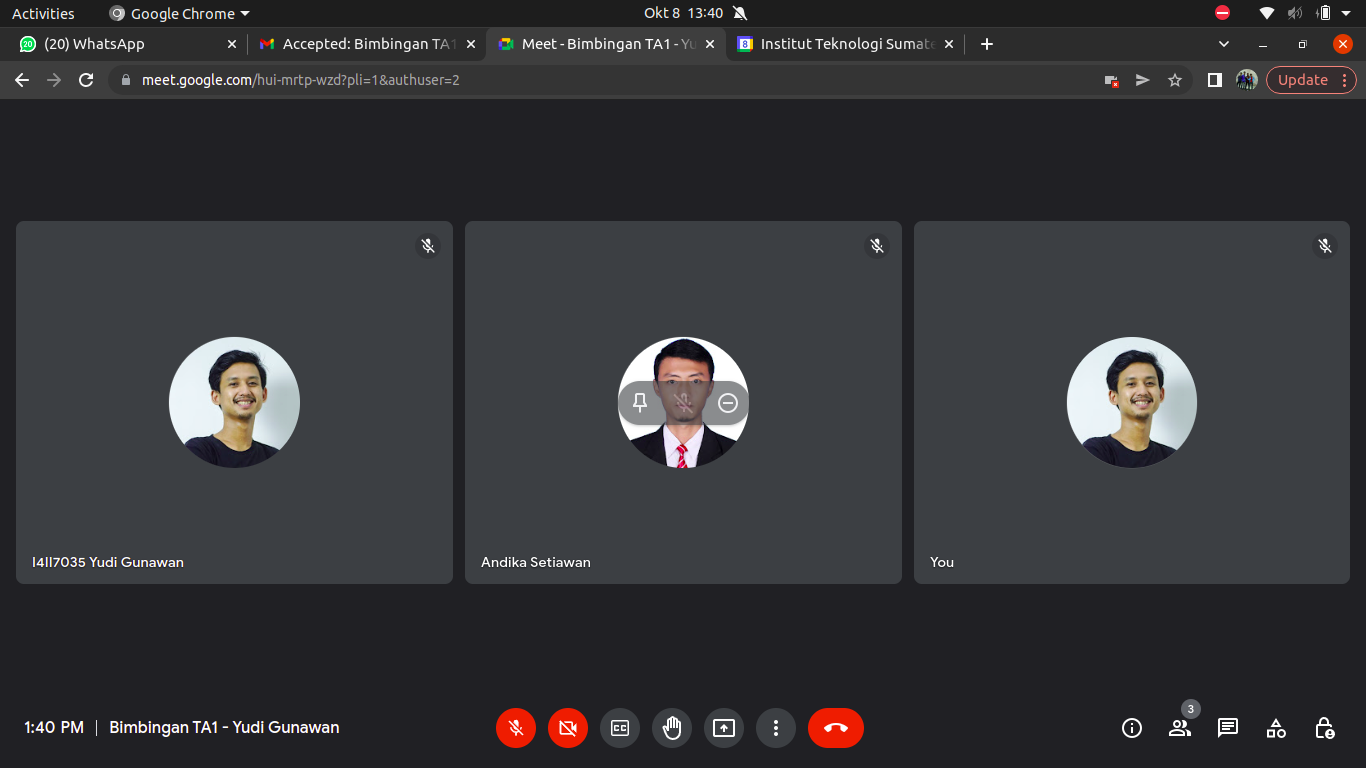 Activities
Google Chrome
Okt 8 13:40
(20) WhatsApp
Accepted: Bimbingan TA1
Meet - Bimbingan TA1 - Yu
Institut Teknologi Sumate
meet.google.com/hui-mrtp-wzd?pli=1&authuser=2
Update
14117035 Yudi Gunawan
Andika Setiawan
You
1:40 PM | Bimbingan TA1 - Yudi Gunawan
CC
3